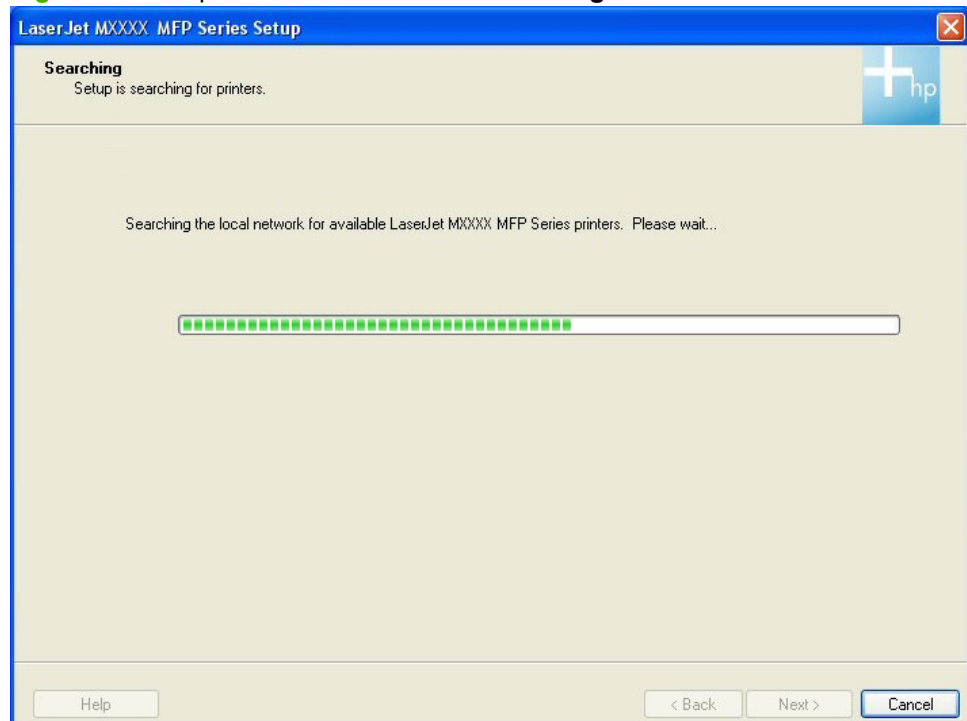 LaserJet MXXXX MFP Series Setup
Searching
Setup is searching for printers.
hp
Searching the local network for available LaserJet MXXXX MFP Series printers. Please wait...
Help
< Back
Next >
Cancel